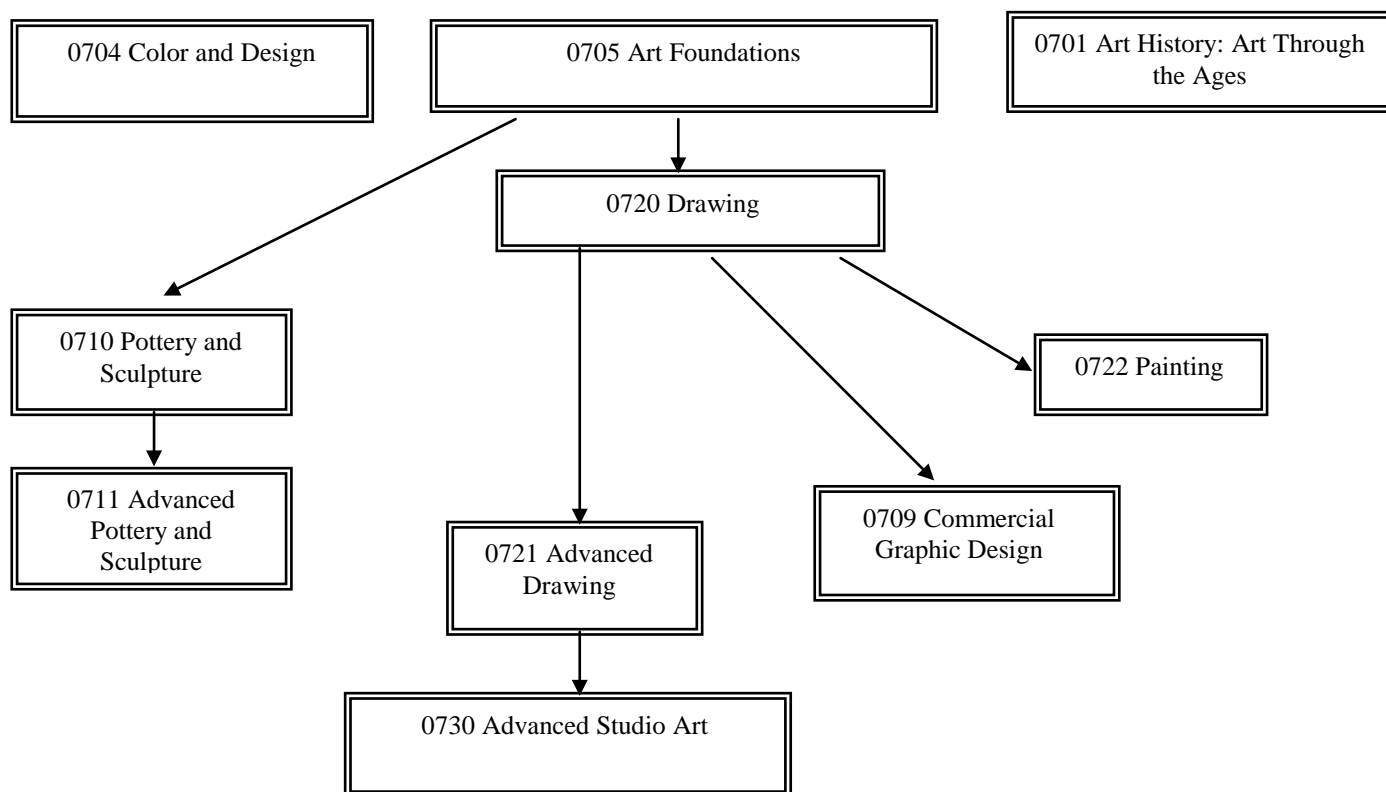 0704 Color and Design
0705 Art Foundations
0701 Art History: Art Through
the Ages
0720 Drawing
0710 Pottery and
Sculpture
0722 Painting
0711 Advanced
Pottery and
Sculpture
0709 Commercial
Graphic Design
0721 Advanced
Drawing
0730 Advanced Studio Art